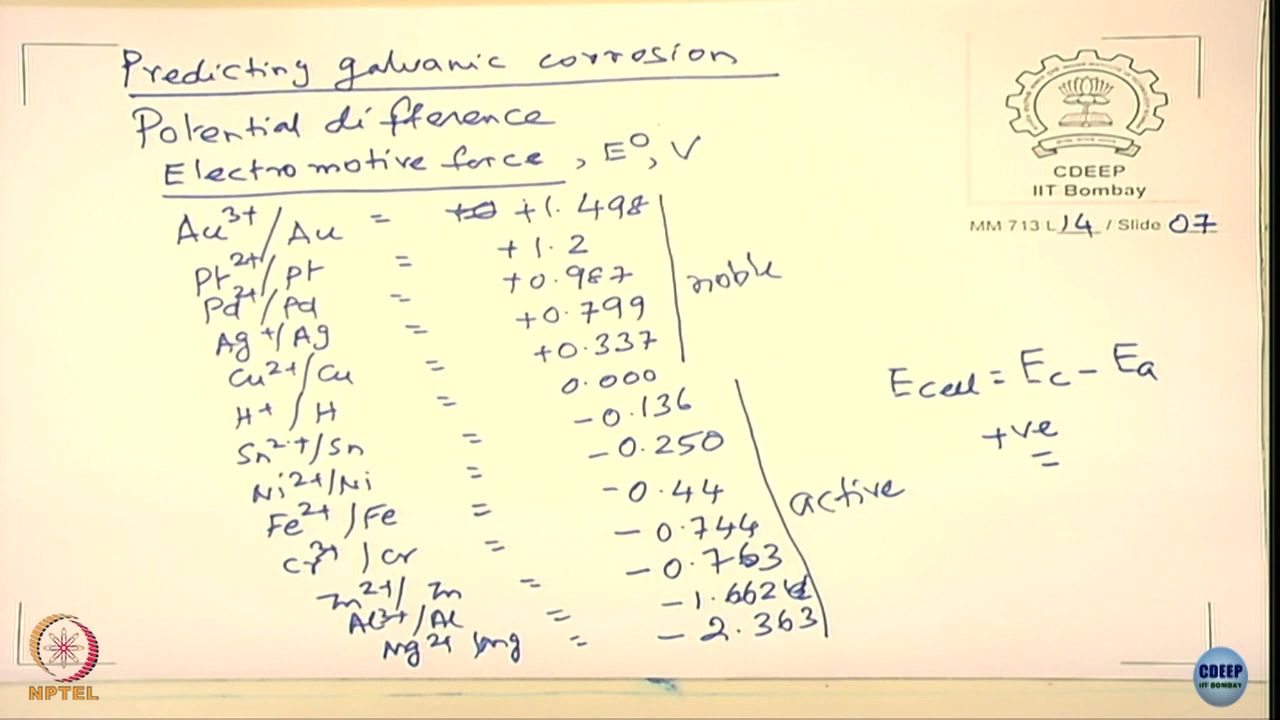 Predicting galvanic corrosion
Potential difference
Electromotive force, E⁰, V
Au³⁺/Au = +0 +1.498
Pt²⁺/Pt = +1.2
Pd²⁺/Pd = +0.987
Ag⁺/Ag = +0.799
Cu²⁺/Cu = +0.337
H⁺/H = 0.000
Sn²⁺/Sn = -0.136
Ni²⁺/Ni = -0.250
Fe²⁺/Fe = -0.44
Cr³⁺/Cr = -0.744
Zn²⁺/Zn = -0.763
Al³⁺/Al = -1.662
Mg²⁺/Mg = -2.363
noble
active
Ecell = Ec - Ea
+ve
CDEEP
IIT Bombay
MM 713 L 14 / Slide 07
NPTEL
CDEEP
IIT BOMBAY